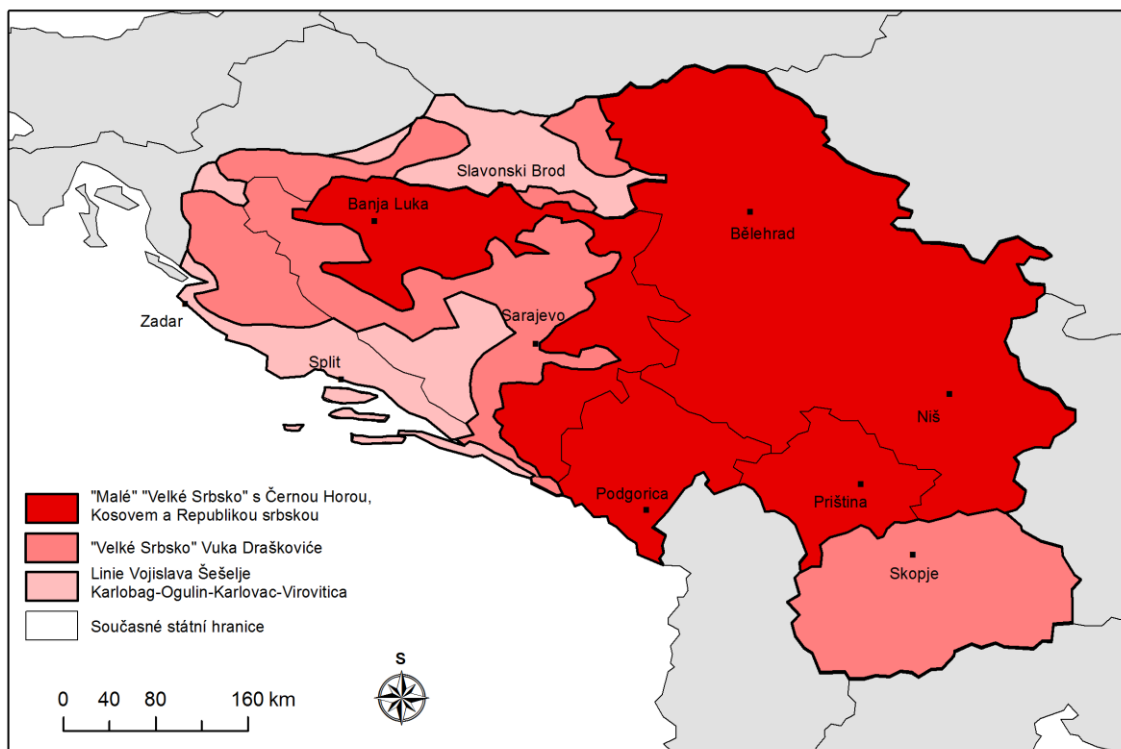 Slavonski Brod
Banja Luka
Bělehrad
Sarajevo
Zadar
Split
Niš
Podgorica
Priština
Skopje
"Malé" "Velké Srbsko" s Černou Horou,
Kosovem a Republikou srbskou
"Velké Srbsko" Vuka Draškoviće
Linie Vojislava Šešelje
Karlobag-Ogulin-Karlovac-Virovitica
Současné státní hranice
S
0 40 80 160 km